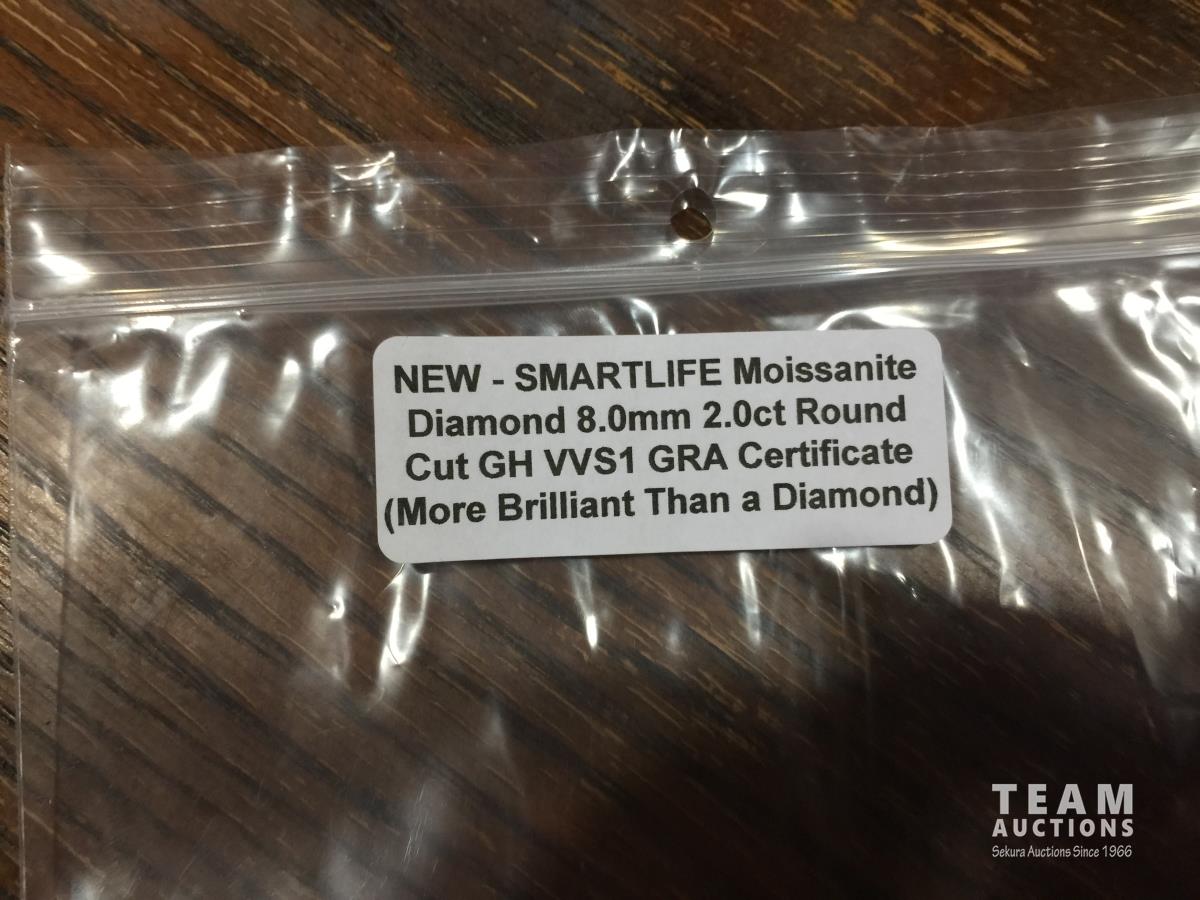 NEW - SMARTLIFE Moissanite
Diamond 8.0mm 2.0ct Round
Cut GH VVS1 GRA Certificate
(More Brilliant Than a Diamond)
TEAM
AUCTIONS
Sekura Auctions Since 1966